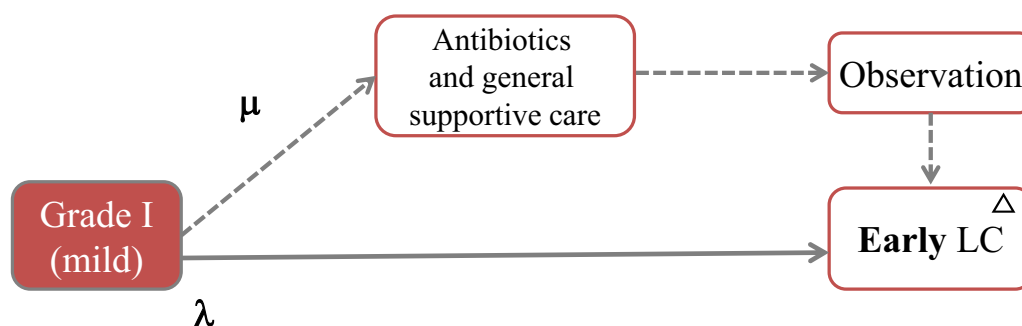 Antibiotics
and general
supportive care
Observation
μ
Grade I
(mild)
Early LC
△
λ